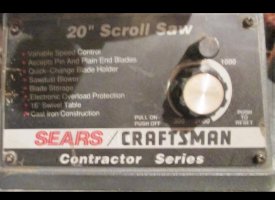 20" Scroll Saw
• Variable Speed Control
• Accepts Pin And Plain End Blades
• Quick-Change Blade Holder
• Sawdust Blower
• Blade Storage
• Electronic Overload Protection
• 16" Swivel Table
• Cast Iron Construction
1000
PULL ON
PUSH OFF
PUSH
TO
RESET
SEARS / CRAFTSMAN
Contractor Series